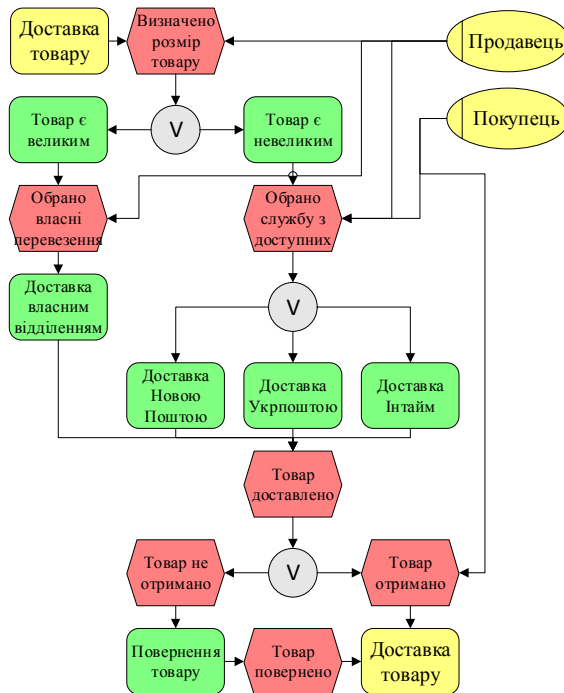 Доставка
товару
Визначено
розмір
товару
Продавець
Покупець
Товар є
великим
V
Товар є
невеликим
Обрано
власні
перевезення
Обрано
службу з
доступних
Доставка
власним
відділенням
V
Доставка
Новою
Поштою
Доставка
Укрпоштою
Доставка
Інтайм
Товар
доставлено
Товар не
отримано
V
Товар
отримано
Повернення
товару
Товар
повернено
Доставка
товару